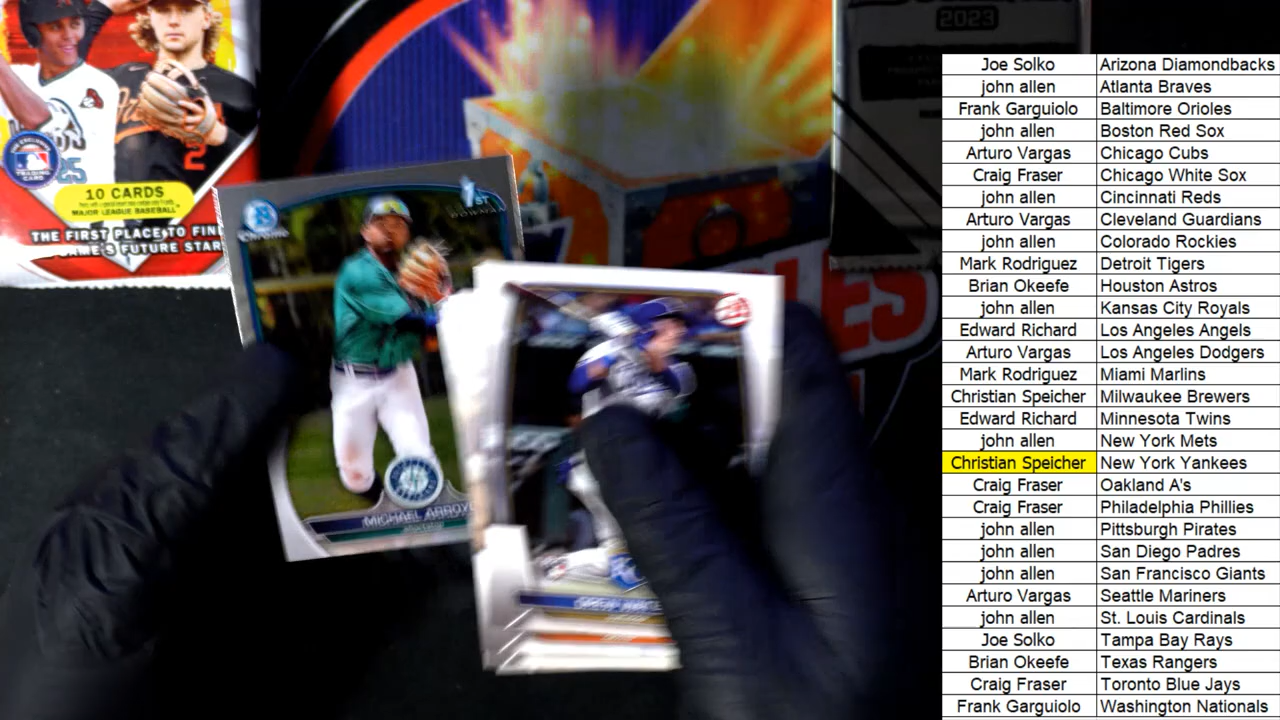 2023
25
2
10 CARDS
MAJOR LEAGUE BASEBALL
THE FIRST PLACE TO FIN
GAME'S FUTURE STAR
Chrome
1ST
BOWMAN
MICHAEL ARROYO
Joe Solko Arizona Diamondbacks
john allen Atlanta Braves
Frank Garguiolo Baltimore Orioles
john allen Boston Red Sox
Arturo Vargas Chicago Cubs
Craig Fraser Chicago White Sox
john allen Cincinnati Reds
Arturo Vargas Cleveland Guardians
john allen Colorado Rockies
Mark Rodriguez Detroit Tigers
Brian Okeefe Houston Astros
john allen Kansas City Royals
Edward Richard Los Angeles Angels
Arturo Vargas Los Angeles Dodgers
Mark Rodriguez Miami Marlins
Christian Speicher Milwaukee Brewers
Edward Richard Minnesota Twins
john allen New York Mets
Christian Speicher New York Yankees
Craig Fraser Oakland A's
Craig Fraser Philadelphia Phillies
john allen Pittsburgh Pirates
john allen San Diego Padres
john allen San Francisco Giants
Arturo Vargas Seattle Mariners
john allen St. Louis Cardinals
Joe Solko Tampa Bay Rays
Brian Okeefe Texas Rangers
Craig Fraser Toronto Blue Jays
Frank Garguiolo Washington Nationals